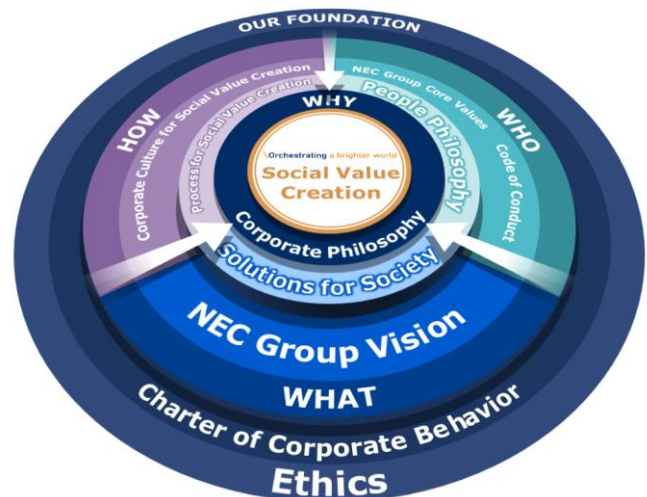 OUR FOUNDATION
HOW
Corporate Culture for Social Value Creation
Process for Social Value Creation
WHY
NEC Group Core Values
People Philosophy
WHO
Code of Conduct
\Orchestrating a brighter world
Social Value
Creation
Corporate Philosophy
Solutions for Society
NEC Group Vision
WHAT
Charter of Corporate Behavior
Ethics